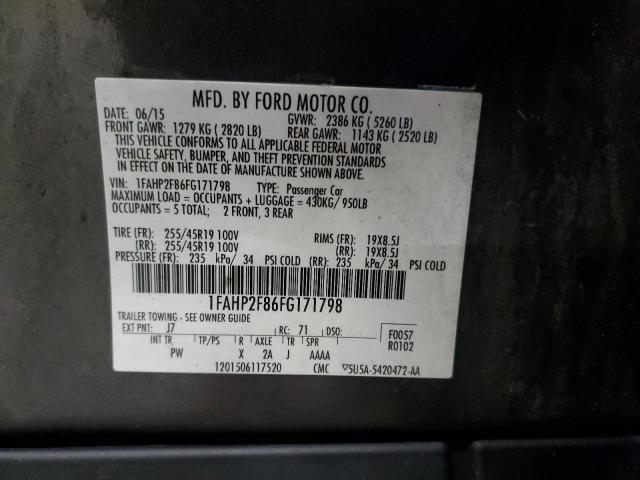 MFD. BY FORD MOTOR CO.
DATE: 06/15 GVWR: 2386 KG ( 5260 LB)
FRONT GAWR: 1279 KG ( 2820 LB) REAR GAWR: 1143 KG ( 2520 LB)
THIS VEHICLE CONFORMS TO ALL APPLICABLE FEDERAL MOTOR
VEHICLE SAFETY, BUMPER, AND THEFT PREVENTION STANDARDS
IN EFFECT ON THE DATE OF MANUFACTURE SHOWN ABOVE.
VIN: 1FAHP2F86FG171798 TYPE: Passenger Car
MAXIMUM LOAD = OCCUPANTS + LUGGAGE = 430KG/ 950LB
OCCUPANTS = 5 TOTAL; 2 FRONT, 3 REAR
TIRE (FR): 255/45R19 100V RIMS (FR): 19X8.5J
(RR): 255/45R19 100V (RR): 19X8.5J
PRESSURE (FR): 235 kPa/ 34 PSI COLD (RR): 235 kPa/ 34 PSI COLD
1FAHP2F86FG171798
TRAILER TOWING - SEE OWNER GUIDE
EXT PNT: J7 RC: 71 DSO: F0057
INT TR TP/PS R AXLE TR SPR R0102
PW X 2A J AAAA
1201506117520 CMC 5U5A-5420472-AA